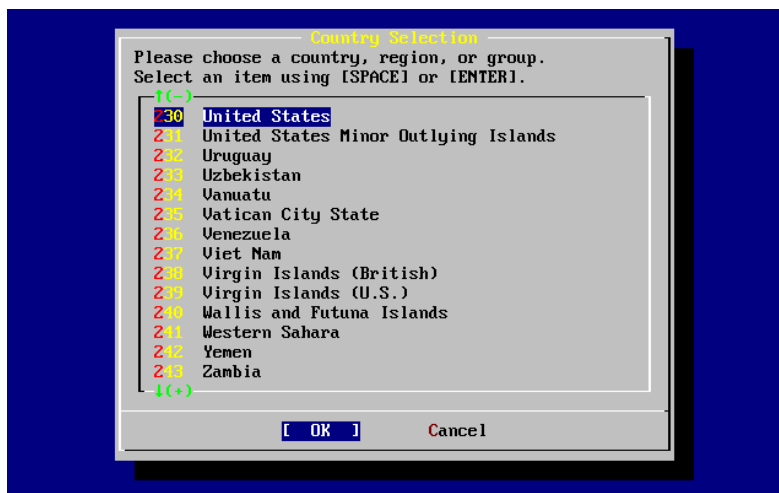 Country Selection
Please choose a country, region, or group.
Select an item using [SPACE] or [ENTER].
↑(-)
230 United States
231 United States Minor Outlying Islands
232 Uruguay
233 Uzbekistan
234 Vanuatu
235 Vatican City State
236 Venezuela
237 Viet Nam
238 Virgin Islands (British)
239 Virgin Islands (U.S.)
240 Wallis and Futuna Islands
241 Western Sahara
242 Yemen
243 Zambia
↓(+)
[ OK ] Cancel